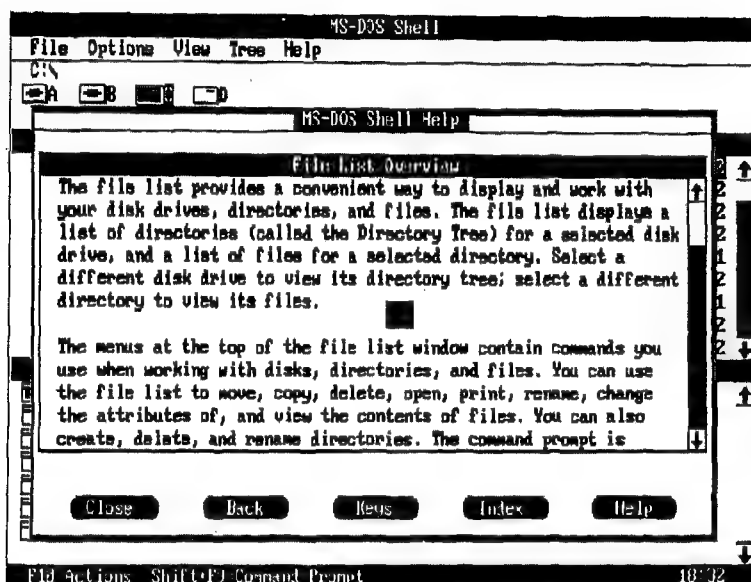 MS-DOS Shell
File Options View Tree Help
C:\
A B D
MS-DOS Shell Help
File List Overview
The file list provides a convenient way to display and work with
your disk drives, directories, and files. The file list displays a
list of directories (called the Directory Tree) for a selected disk
drive, and a list of files for a selected directory. Select a
different disk drive to view its directory tree; select a different
directory to view its files.
The menus at the top of the file list window contain commands you
use when working with disks, directories, and files. You can use
the file list to move, copy, delete, open, print, rename, change
the attributes of, and view the contents of files. You can also
create, delete, and rename directories. The command prompt is
Close Back Keys Index Help
F10 Actions Shift+F9 Command Prompt